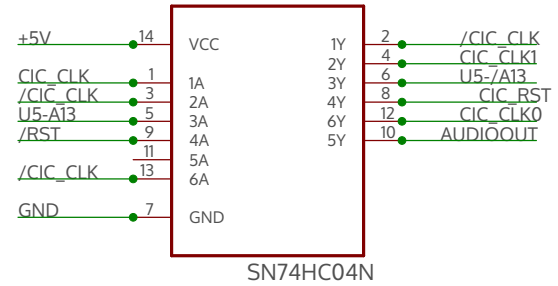 +5V 14 VCC 1Y 2 /CIC_CLK
2Y 4 CIC_CLK1
CIC_CLK 1 1A 3Y 6 U5-/A13
/CIC_CLK 3 2A 4Y 8 CIC_RST
U5-A13 5 3A 6Y 12 CIC_CLK0
/RST 9 4A 5Y 10 AUDIOOUT
11 5A
/CIC_CLK 13 6A
GND 7 GND
SN74HC04N